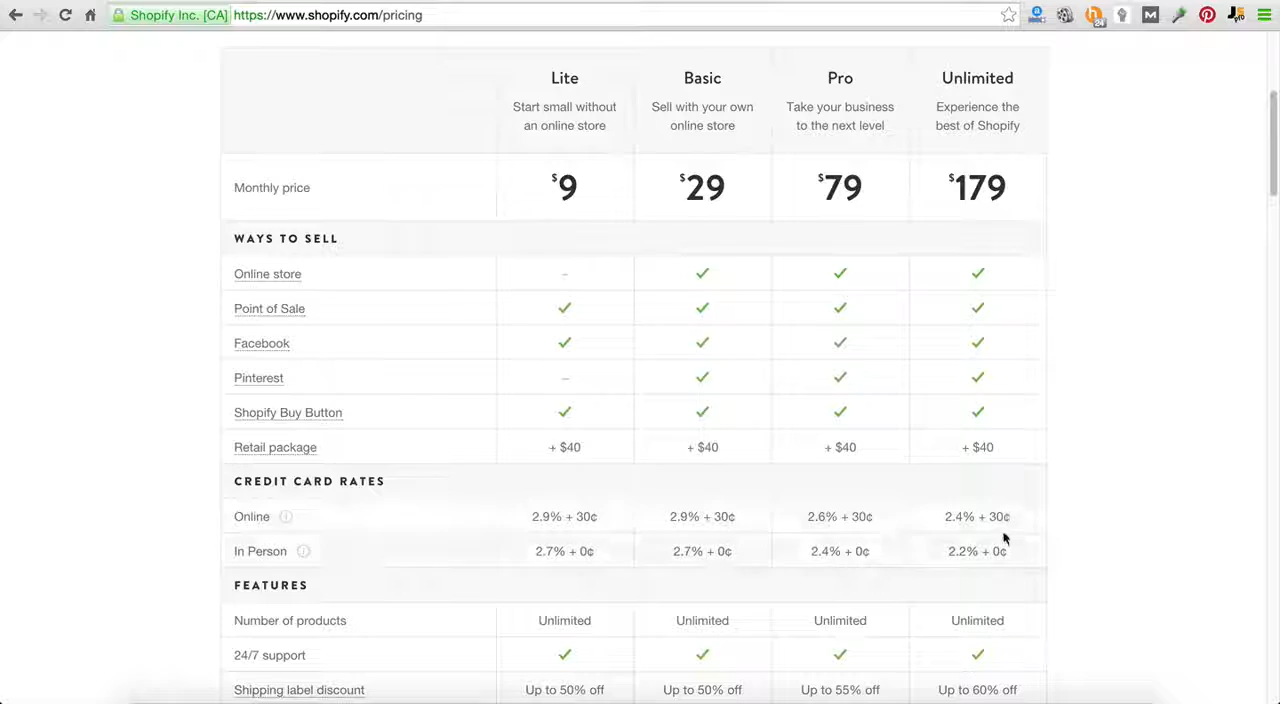 Shopify Inc. [CA] https://www.shopify.com/pricing
Lite Basic Pro Unlimited
Start small without an online store
Sell with your own online store
Take your business to the next level
Experience the best of Shopify
Monthly price $9 $29 $79 $179
WAYS TO SELL
Online store –
Point of Sale
Facebook
Pinterest –
Shopify Buy Button
Retail package + $40 + $40 + $40 + $40
CREDIT CARD RATES
Online 2.9% + 30¢ 2.9% + 30¢ 2.6% + 30¢ 2.4% + 30¢
In Person 2.7% + 0¢ 2.7% + 0¢ 2.4% + 0¢ 2.2% + 0¢
FEATURES
Number of products Unlimited Unlimited Unlimited Unlimited
24/7 support
Shipping label discount Up to 50% off Up to 50% off Up to 55% off Up to 60% off